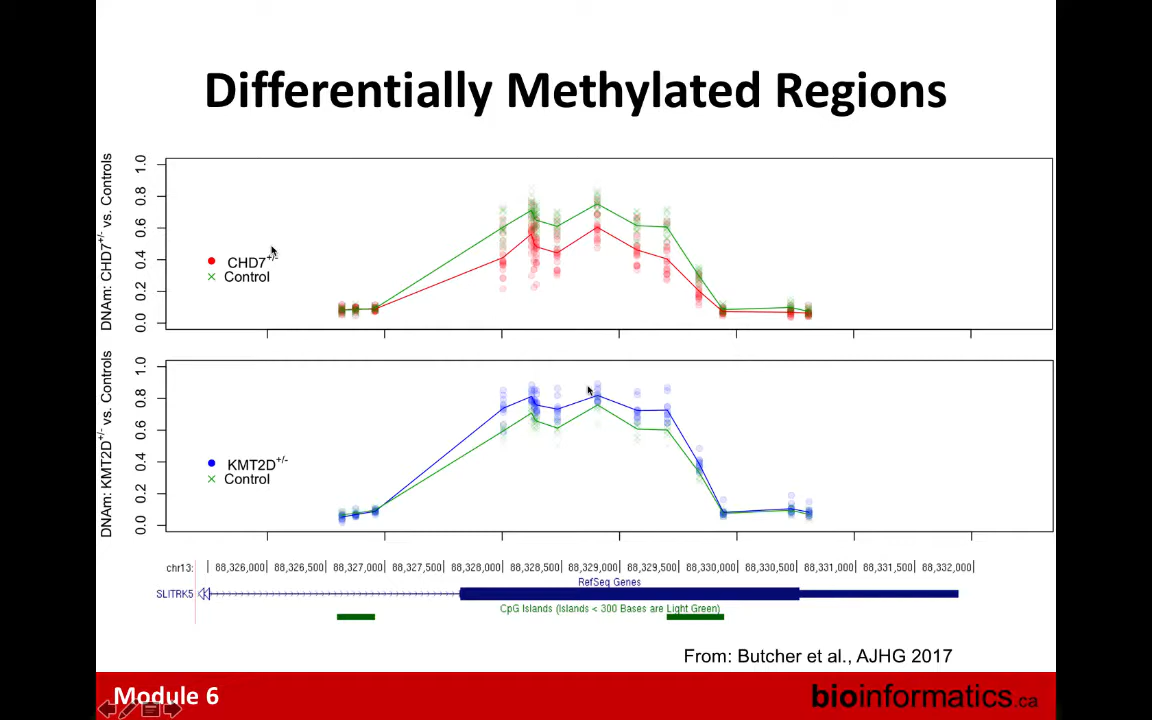 Differentially Methylated Regions
DNAm: CHD7+/- vs. Controls
0.0 0.2 0.4 0.6 0.8 1.0
CHD7+/-
Control
DNAm: KMT2D+/- vs. Controls
0.0 0.2 0.4 0.6 0.8 1.0
KMT2D+/-
Control
chr13: | 88,326,000| 88,326,500| 88,327,000| 88,327,500| 88,328,000| 88,328,500| 88,329,000| 88,329,500| 88,330,000| 88,330,500| 88,331,000| 88,331,500| 88,332,000|
RefSeq Genes
SLITRK5
CpG Islands (Islands < 300 Bases are Light Green)
From: Butcher et al., AJHG 2017
Module 6
bioinformatics.ca